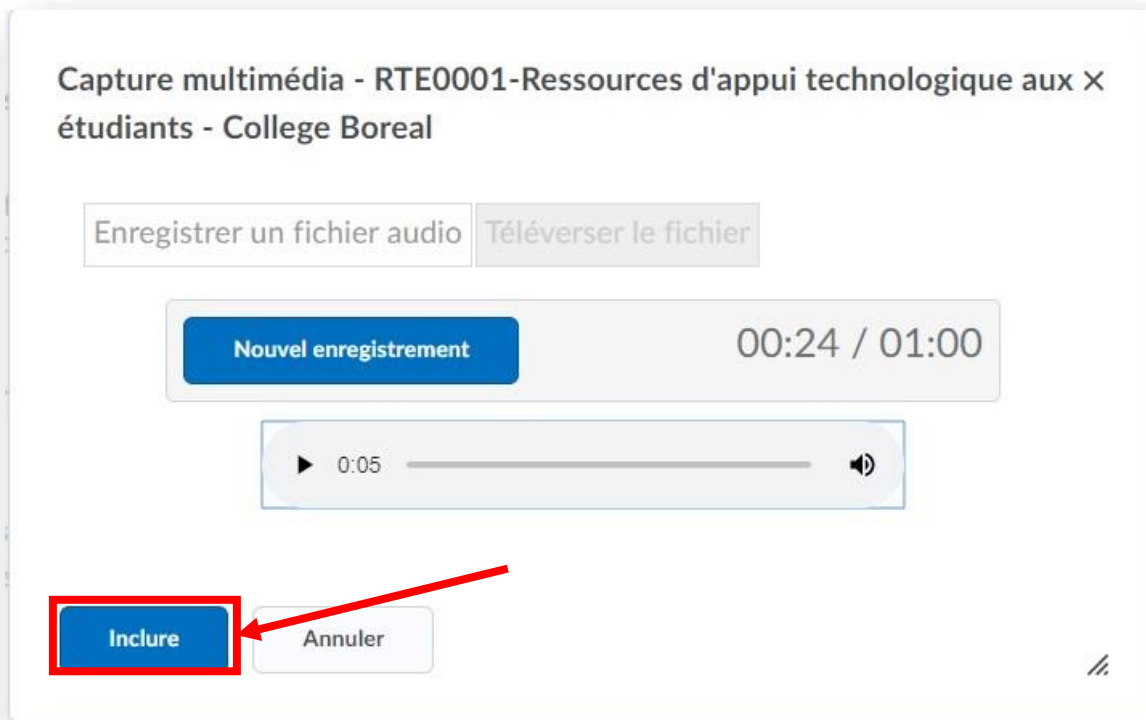 Capture multimédia - RTE0001-Ressources d'appui technologique aux
étudiants - College Boreal
Enregistrer un fichier audio Téléverser le fichier
Nouvel enregistrement 00:24 / 01:00
0:05
Inclure Annuler